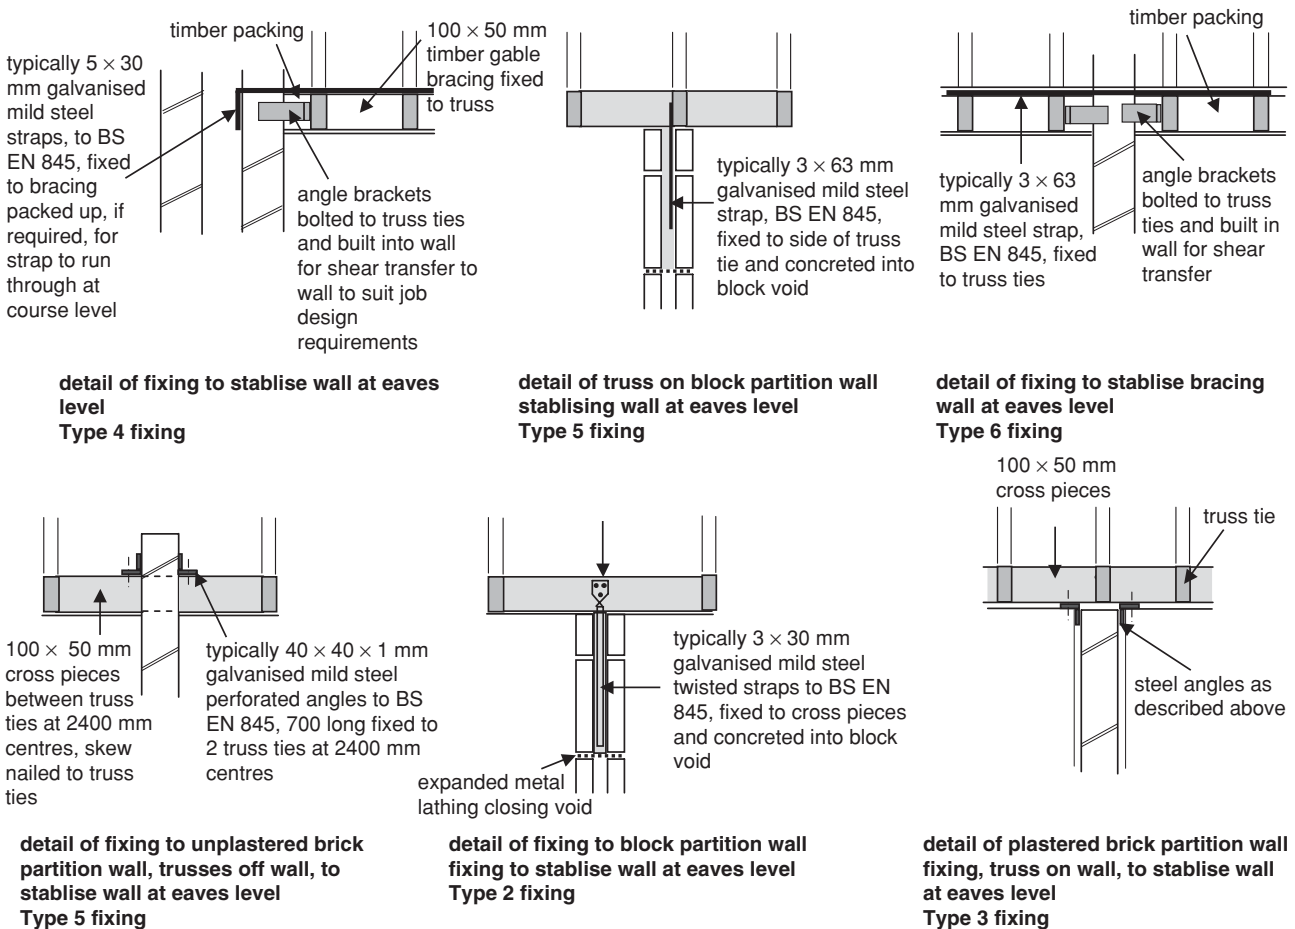 timber packing
100 × 50 mm
timber gable
bracing fixed
to truss
typically 5 × 30
mm galvanised
mild steel
straps, to BS
EN 845, fixed
to bracing
packed up, if
required, for
strap to run
through at
course level
angle brackets
bolted to truss ties
and built into wall
for shear transfer to
wall to suit job
design
requirements
detail of fixing to stablise wall at eaves
level
Type 4 fixing
typically 3 × 63 mm
galvanised mild steel
strap, BS EN 845,
fixed to side of truss
tie and concreted into
block void
detail of truss on block partition wall
stablising wall at eaves level
Type 5 fixing
timber packing
typically 3 × 63
mm galvanised
mild steel strap,
BS EN 845, fixed
to truss ties
angle brackets
bolted to truss
ties and built in
wall for shear
transfer
detail of fixing to stablise bracing
wall at eaves level
Type 6 fixing
100 × 50 mm
cross pieces
between truss
ties at 2400 mm
centres, skew
nailed to truss
ties
typically 40 × 40 × 1 mm
galvanised mild steel
perforated angles to BS
EN 845, 700 long fixed to
2 truss ties at 2400 mm
centres
detail of fixing to unplastered brick
partition wall, trusses off wall, to
stablise wall at eaves level
Type 5 fixing
typically 3 × 30 mm
galvanised mild steel
twisted straps to BS EN
845, fixed to cross pieces
and concreted into block
void
expanded metal
lathing closing void
detail of fixing to block partition wall
fixing to stablise wall at eaves level
Type 2 fixing
100 × 50 mm
cross pieces
truss tie
steel angles as
described above
detail of plastered brick partition wall
fixing, truss on wall, to stablise wall
at eaves level
Type 3 fixing